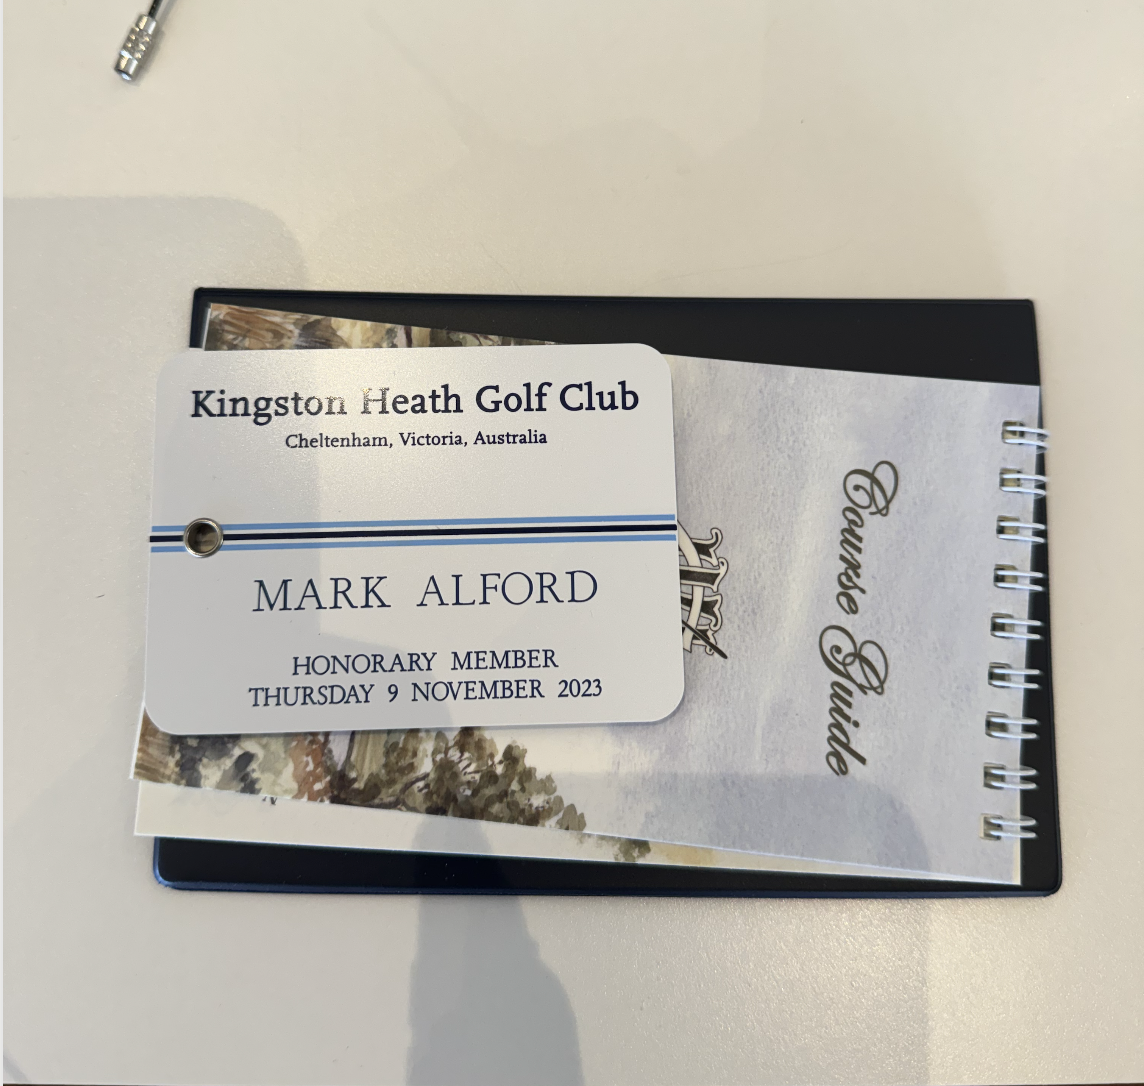 Kingston Heath Golf Club
Cheltenham, Victoria, Australia
MARK ALFORD
HONORARY MEMBER
THURSDAY 9 NOVEMBER 2023
Course Guide